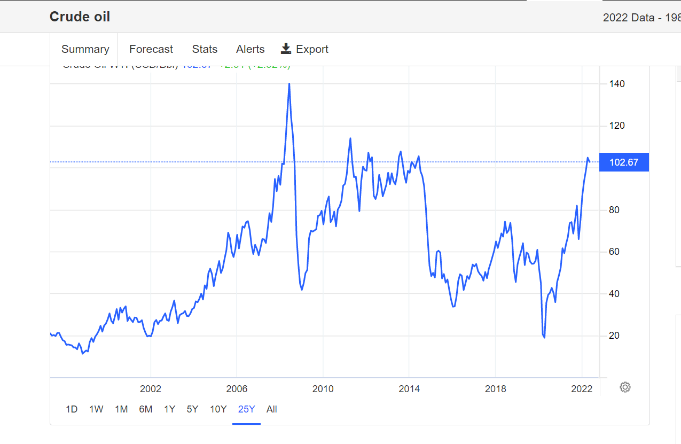 Crude oil
2022 Data - 198
Summary Forecast Stats Alerts Export
140
120
102.67
80
60
40
20
2002 2006 2010 2014 2018 2022
1D 1W 1M 6M 1Y 5Y 10Y 25Y All